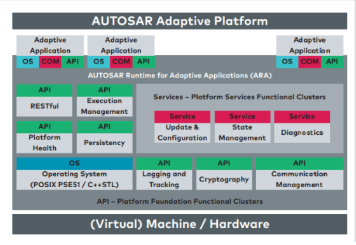 AUTOSAR Adaptive Platform
Adaptive
Application
Adaptive
Application
Adaptive
Application
OS COM API
OS COM API
OS COM API
AUTOSAR Runtime for Adaptive Applications (ARA)
API
RESTful
API
Execution
Management
Services – Platform Services Functional Clusters
Service
Update &
Configuration
Service
State
Management
Service
Diagnostics
API
Platform
Health
API
Persistency
OS
Operating System
(POSIX PSE51 / C++STL)
API
Logging and
Tracking
API
Cryptography
API
Communication
Management
API – Platform Foundation Functional Clusters
(Virtual) Machine / Hardware